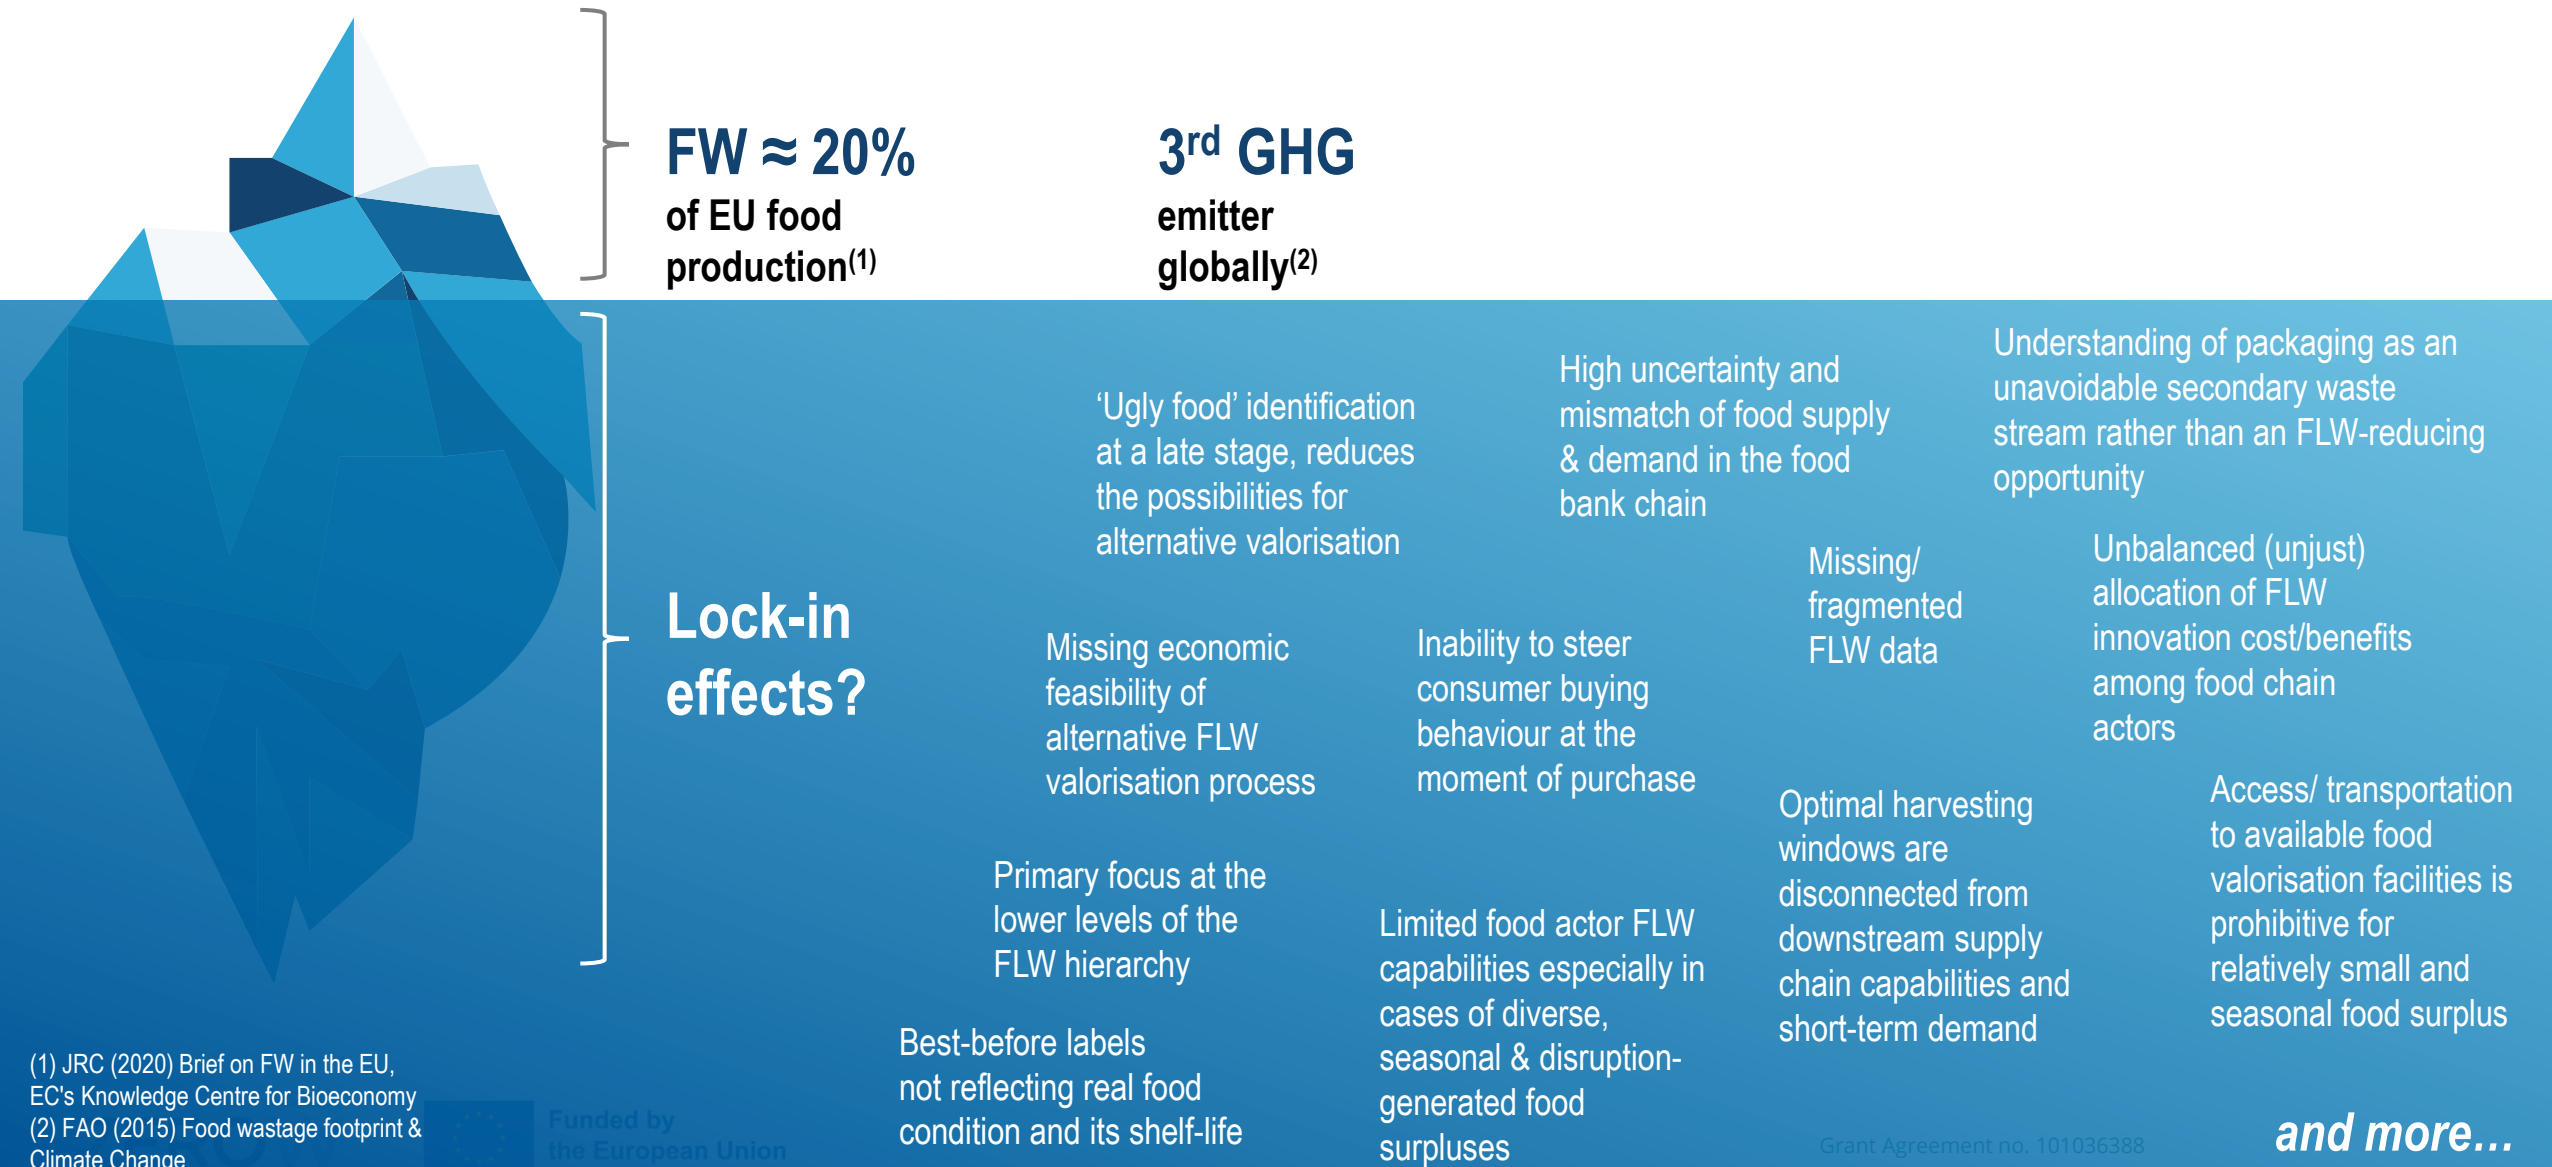 FW ≈ 20%
of EU food
production(1)
3rd GHG
emitter
globally(2)
Lock-in
effects?
‘Ugly food’ identification
at a late stage, reduces
the possibilities for
alternative valorisation
High uncertainty and
mismatch of food supply
& demand in the food
bank chain
Understanding of packaging as an
unavoidable secondary waste
stream rather than an FLW-reducing
opportunity
Missing/
fragmented
FLW data
Unbalanced (unjust)
allocation of FLW
innovation cost/benefits
among food chain
actors
Missing economic
feasibility of
alternative FLW
valorisation process
Inability to steer
consumer buying
behaviour at the
moment of purchase
Optimal harvesting
windows are
disconnected from
downstream supply
chain capabilities and
short-term demand
Access/ transportation
to available food
valorisation facilities is
prohibitive for
relatively small and
seasonal food surplus
Primary focus at the
lower levels of the
FLW hierarchy
Limited food actor FLW
capabilities especially in
cases of diverse,
seasonal & disruption-
generated food
surpluses
Best-before labels
not reflecting real food
condition and its shelf-life
and more...
(1) JRC (2020) Brief on FW in the EU,
EC's Knowledge Centre for Bioeconomy
(2) FAO (2015) Food wastage footprint &
Climate Change
Funded by
the European Union
Grant Agreement no. 101036388